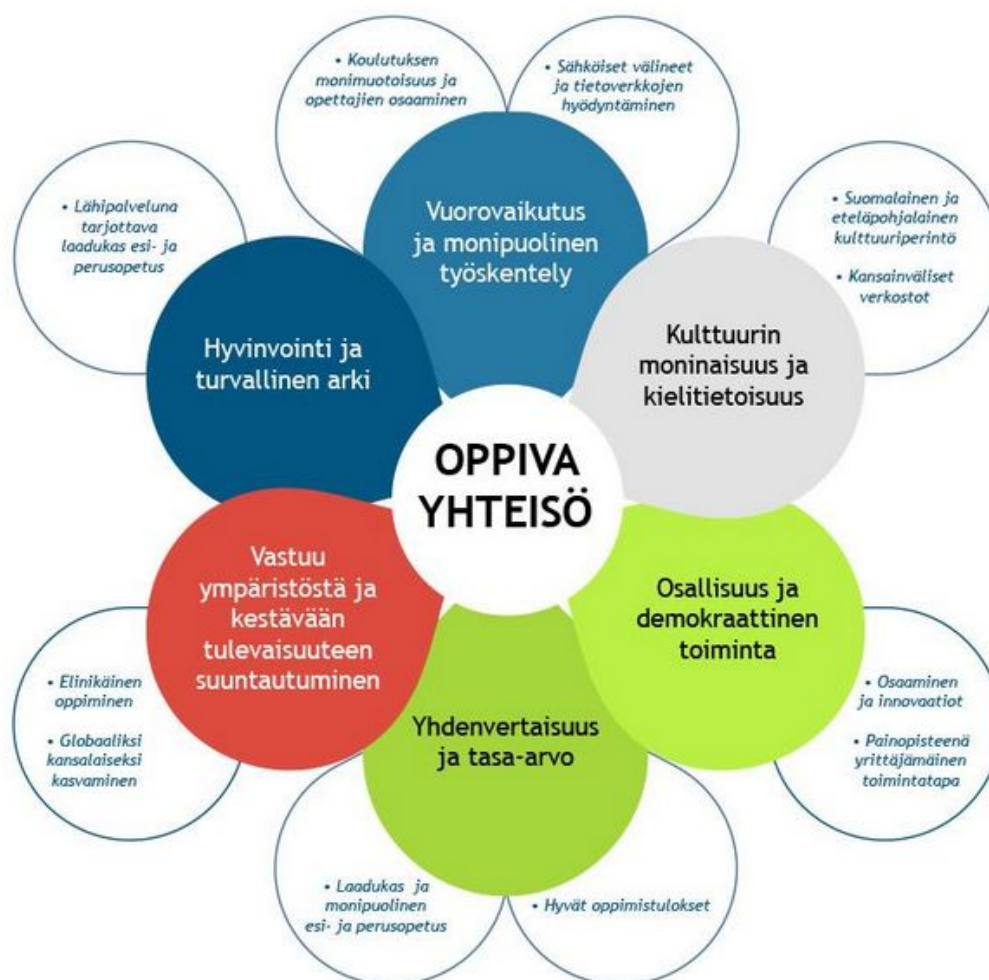 • Koulutuksen
monimuotoisuus ja
opettajien osaaminen
• Sähköiset välineet
ja tietoverkkojen
hyödyntäminen
• Lähipalveluna
tarjottava
laadukas esi- ja
perusopetus
Vuorovaikutus
ja monipuolinen
työskentely
• Suomalainen ja
eteläpohjalainen
kulttuuriperintö
• Kansainväliset
verkostot
Hyvinvointi ja
turvallinen arki
Kulttuurin
moninaisuus ja
kielitietoisuus
OPPIVA
YHTEISÖ
Vastuu
ympäristöstä ja
kestävään
tulevaisuuteen
suuntautuminen
Osallisuus ja
demokraattinen
toiminta
• Elinikäinen
oppiminen
• Globaaliksi
kansalaiseksi
kasvaminen
Yhdenvertaisuus
ja tasa-arvo
• Osaaminen
ja innovaatiot
• Painopisteenä
yrittäjämäinen
toimintatapa
• Laadukas ja
monipuolinen
esi- ja perusopetus
• Hyvät oppimistulokset